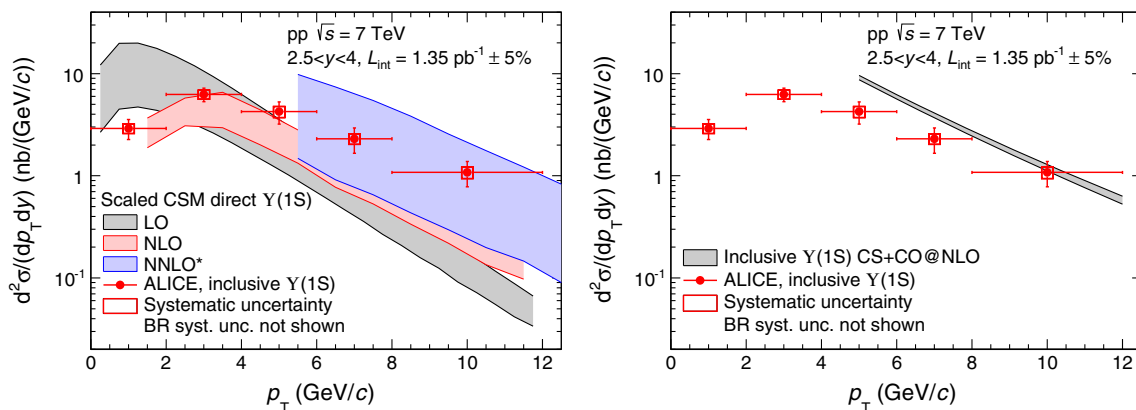 pp √s = 7 TeV
2.5<y<4, L_int = 1.35 pb⁻¹ ± 5%
d²σ/(dp_T dy) (nb/(GeV/c))
10
1
10⁻¹
Scaled CSM direct ϒ(1S)
LO
NLO
NNLO*
ALICE, inclusive ϒ(1S)
Systematic uncertainty
BR syst. unc. not shown
0 2 4 6 8 10 12
p_T (GeV/c)
pp √s = 7 TeV
2.5<y<4, L_int = 1.35 pb⁻¹ ± 5%
d²σ/(dp_T dy) (nb/(GeV/c))
10
1
10⁻¹
Inclusive ϒ(1S) CS+CO@NLO
ALICE, inclusive ϒ(1S)
Systematic uncertainty
BR syst. unc. not shown
0 2 4 6 8 10 12
p_T (GeV/c)